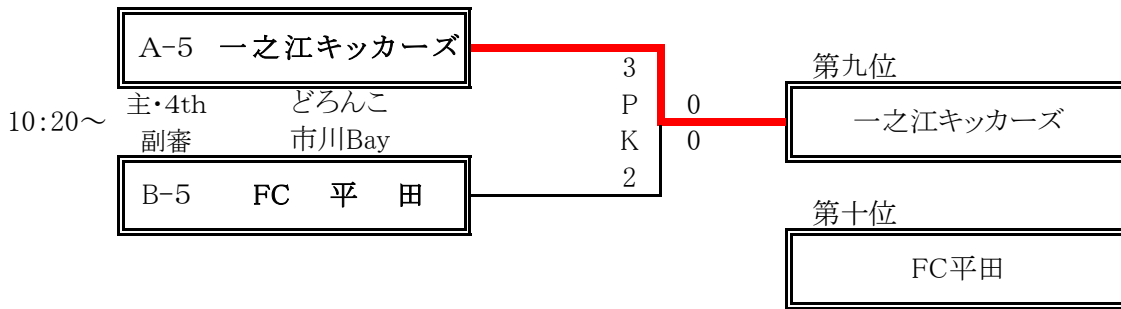 A-5 一之江キッカーズ
10:20～
主・4th どろんこ
副審 市川Bay
B-5 FC 平 田
3
P
K
2
0
0
第九位
一之江キッカーズ
第十位
FC平田